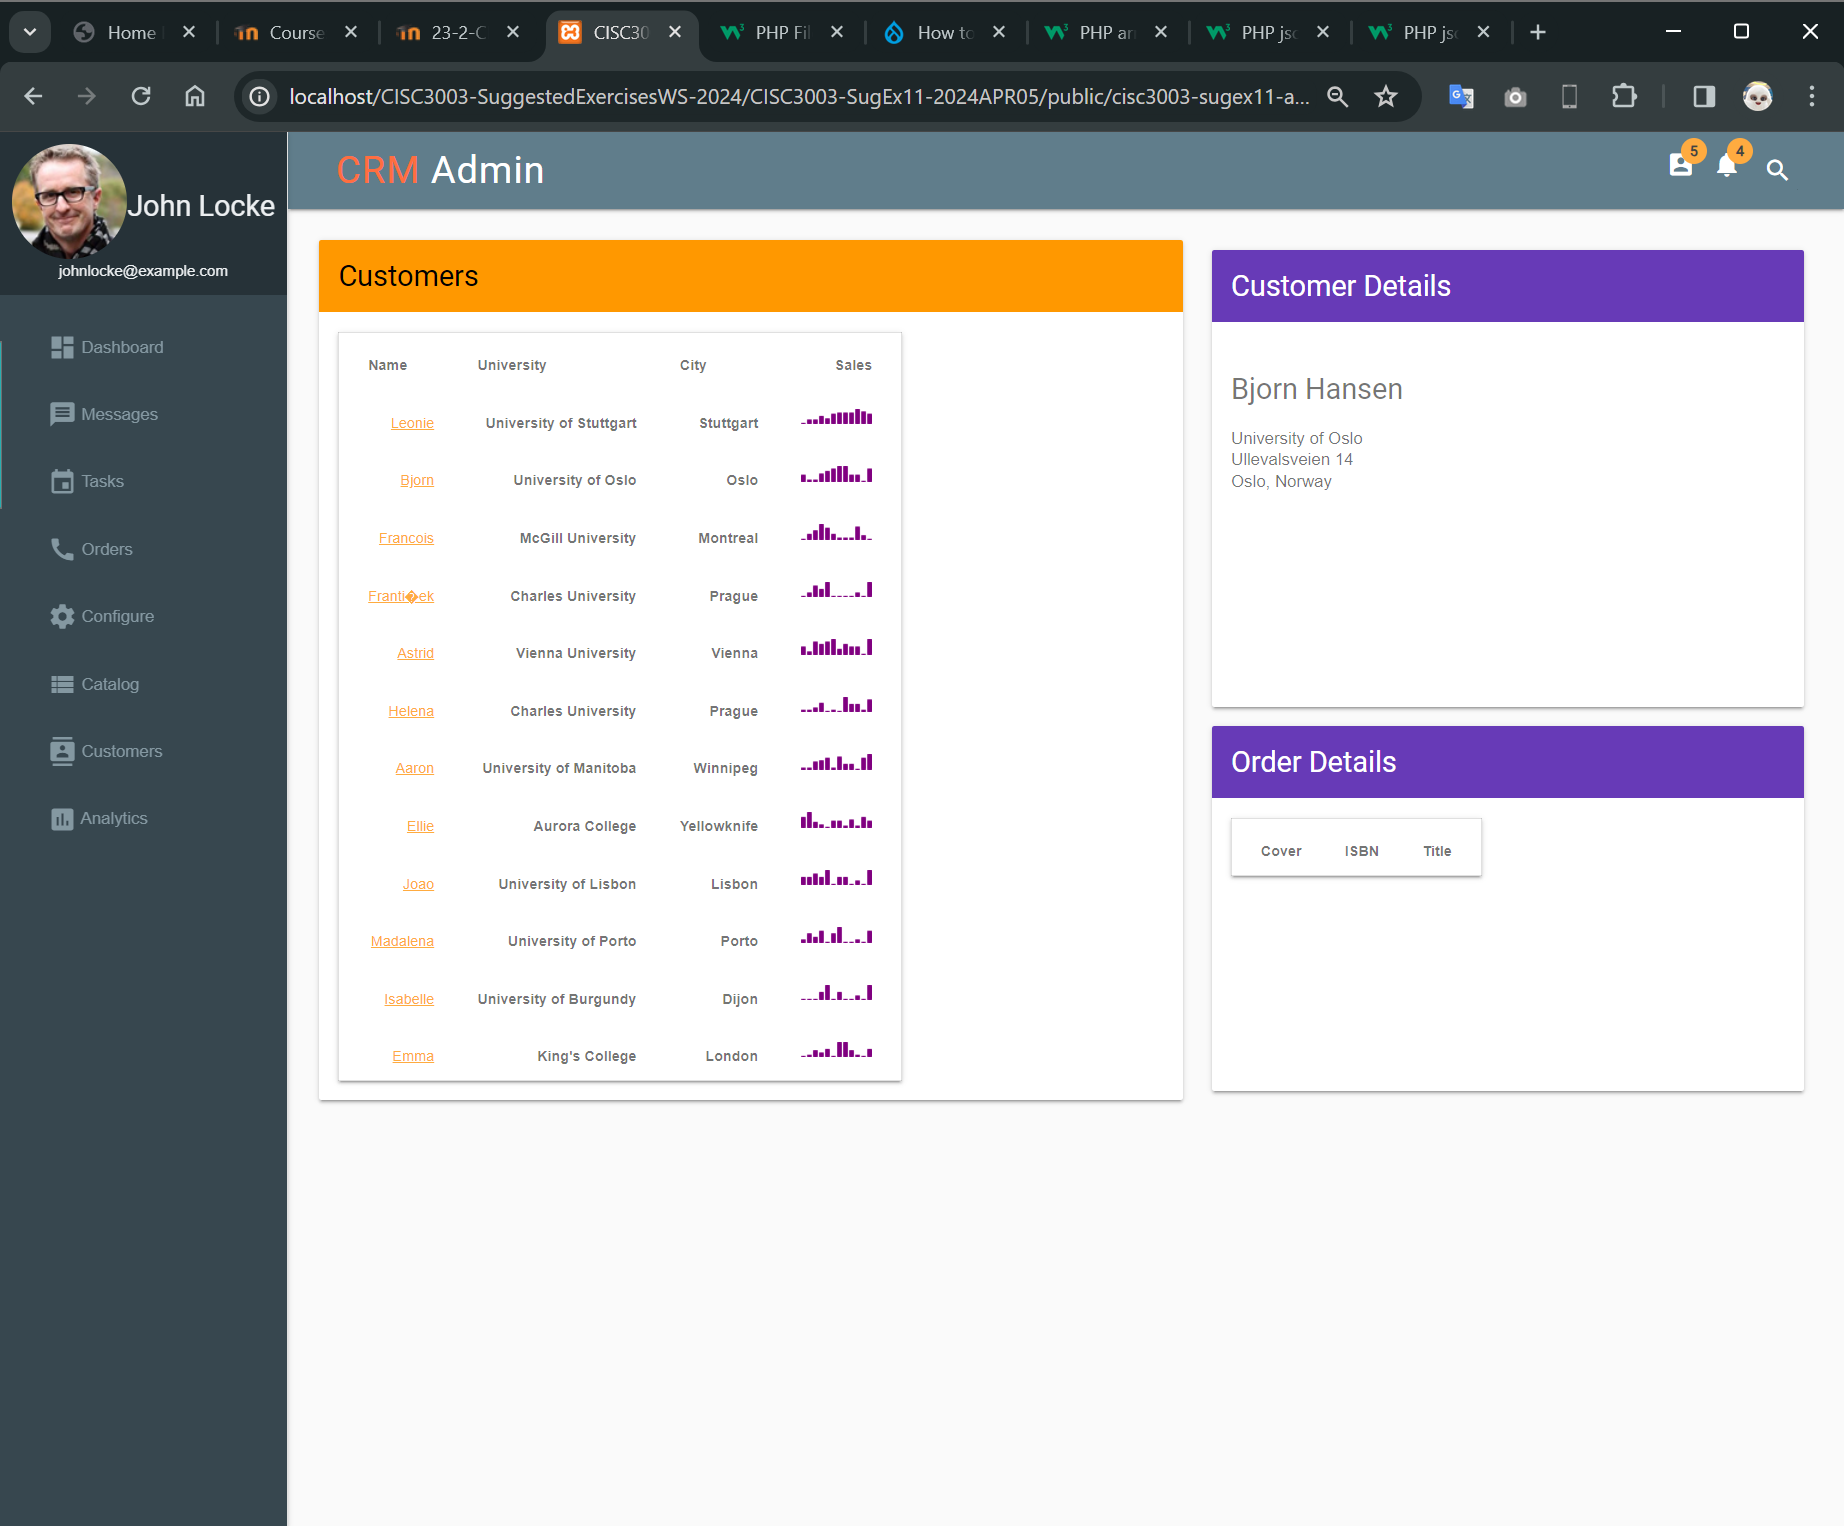 Home
Course
23-2-C
CISC30
PHP Fil
How to
PHP ar
PHP jso
PHP jso
localhost/CISC3003-SuggestedExercisesWS-2024/CISC3003-SugEx11-2024APR05/public/cisc3003-sugex11-a...
John Locke
johnlocke@example.com
CRM Admin
5
4
Dashboard
Messages
Tasks
Orders
Configure
Catalog
Customers
Analytics
Customers
Name University City Sales
Leonie University of Stuttgart Stuttgart
Bjorn University of Oslo Oslo
Francois McGill University Montreal
Franti�ek Charles University Prague
Astrid Vienna University Vienna
Helena Charles University Prague
Aaron University of Manitoba Winnipeg
Ellie Aurora College Yellowknife
Joao University of Lisbon Lisbon
Madalena University of Porto Porto
Isabelle University of Burgundy Dijon
Emma King's College London
Customer Details
Bjorn Hansen
University of Oslo
Ullevalsveien 14
Oslo, Norway
Order Details
Cover ISBN Title